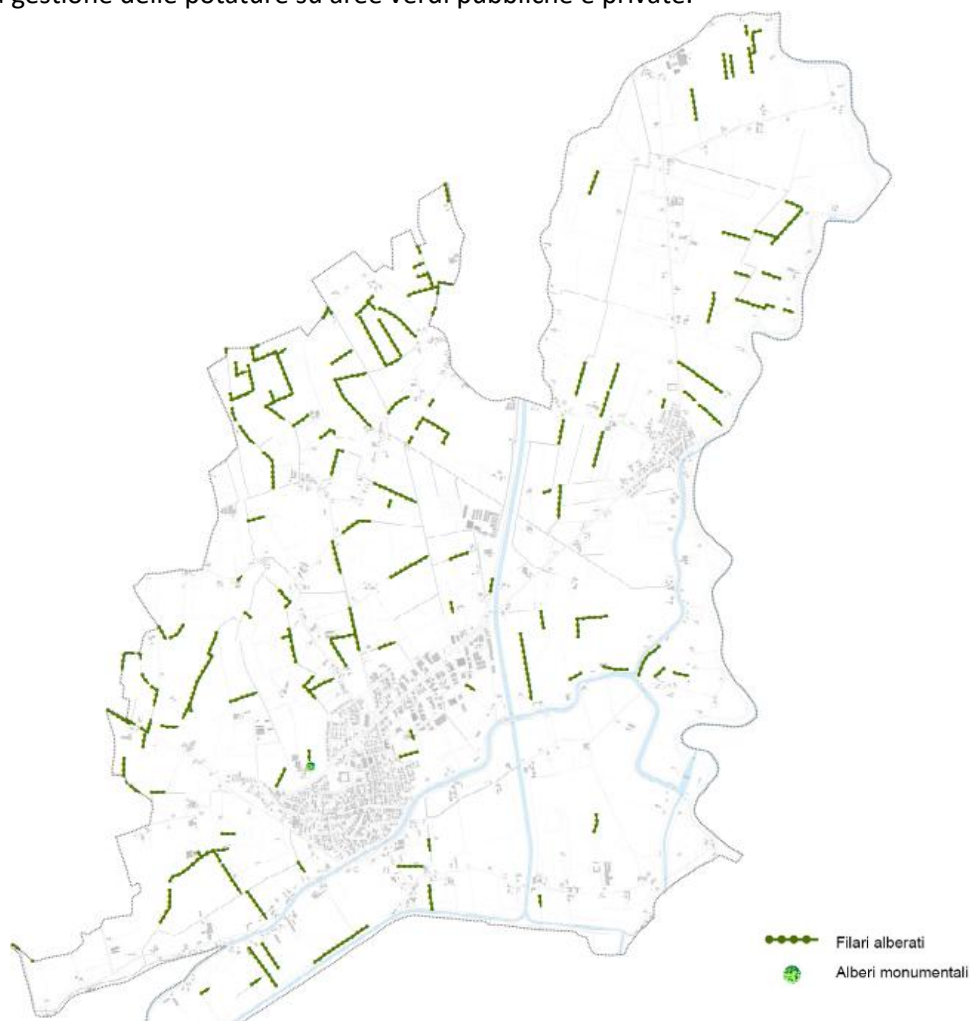 gestione delle potature su aree verdi pubbliche e private.
Filari alberati
Alberi monumentali